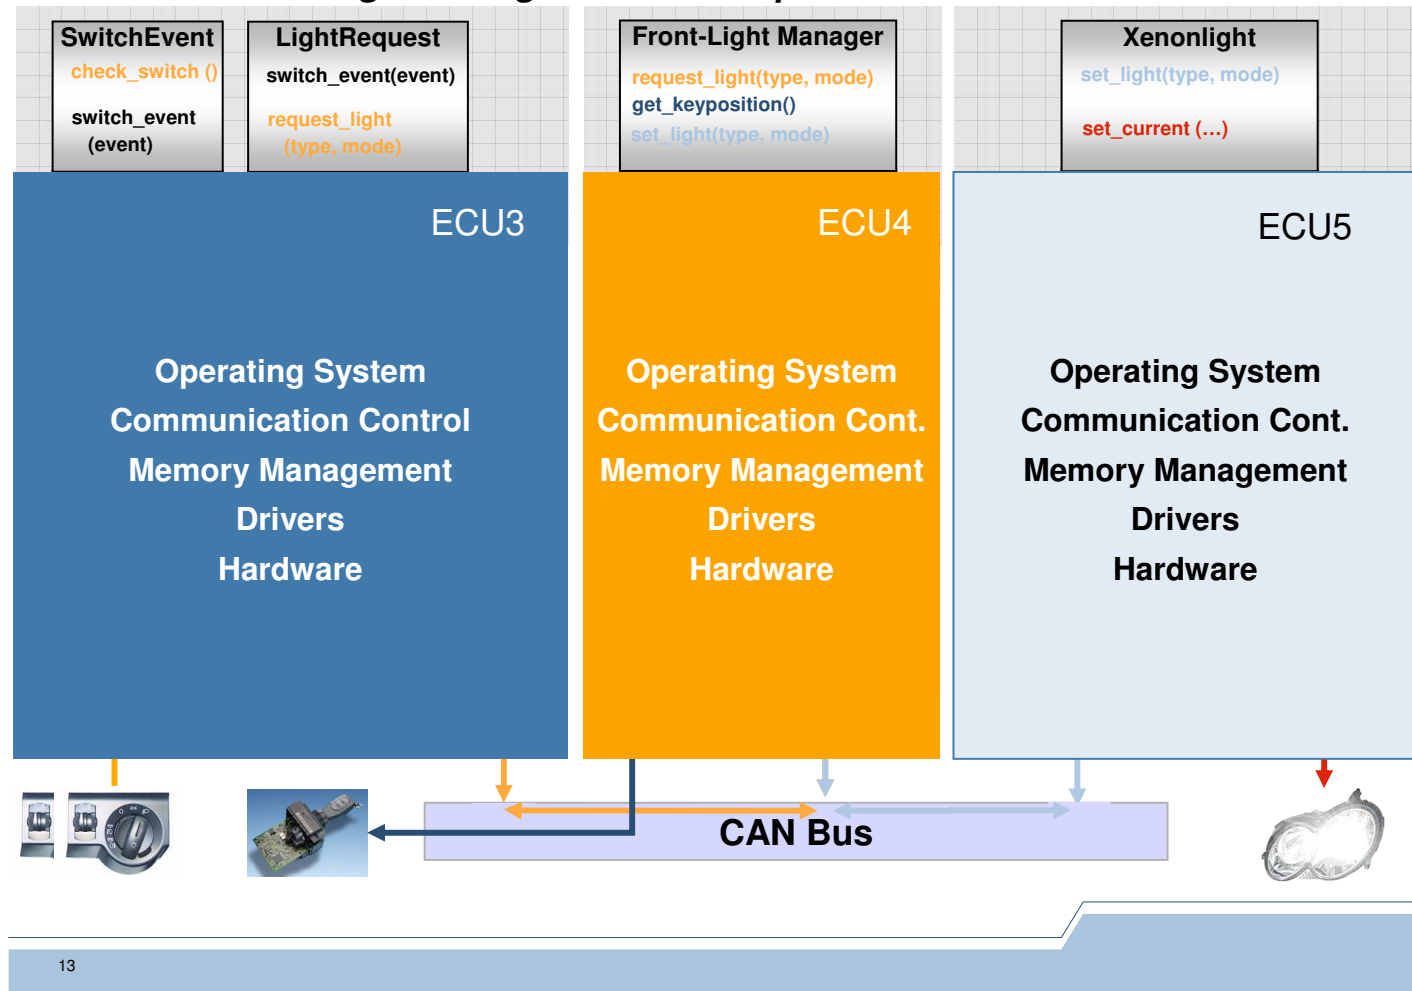 SwitchEvent
check_switch ()
switch_event
(event)
LightRequest
switch_event(event)
request_light
(type, mode)
Front-Light Manager
request_light(type, mode)
get_keyposition()
set_light(type, mode)
Xenonlight
set_light(type, mode)
set_current (…)
ECU3
Operating System
Communication Control
Memory Management
Drivers
Hardware
ECU4
Operating System
Communication Cont.
Memory Management
Drivers
Hardware
ECU5
Operating System
Communication Cont.
Memory Management
Drivers
Hardware
CAN Bus
13